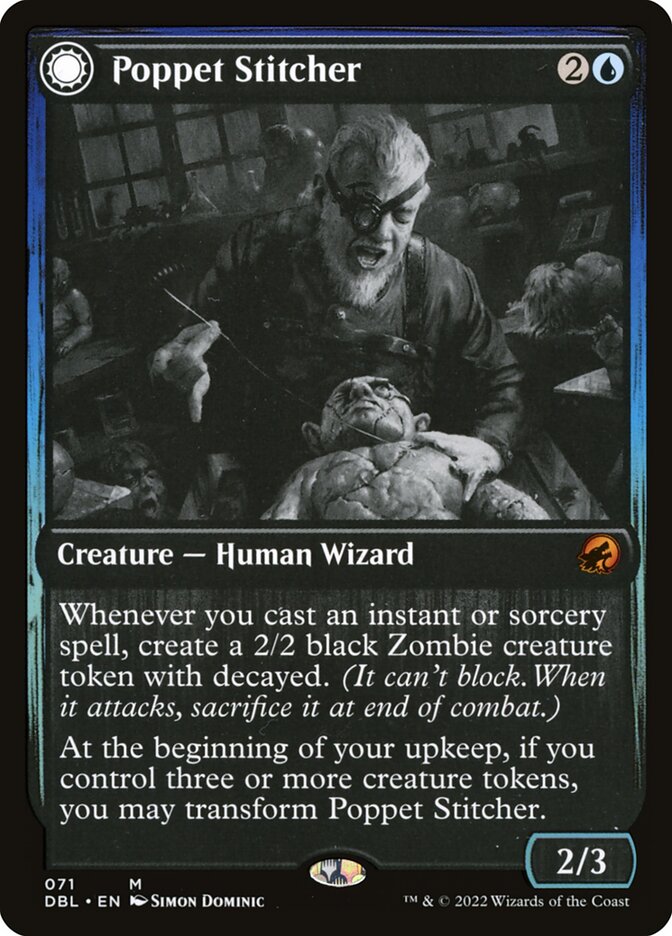 Poppet Stitcher 2
Creature — Human Wizard
Whenever you cast an instant or sorcery
spell, create a 2/2 black Zombie creature
token with decayed. (It can't block. When
it attacks, sacrifice it at end of combat.)
At the beginning of your upkeep, if you
control three or more creature tokens,
you may transform Poppet Stitcher.
2/3
071 M
DBL • EN Simon Dominic ™ & © 2022 Wizards of the Coast